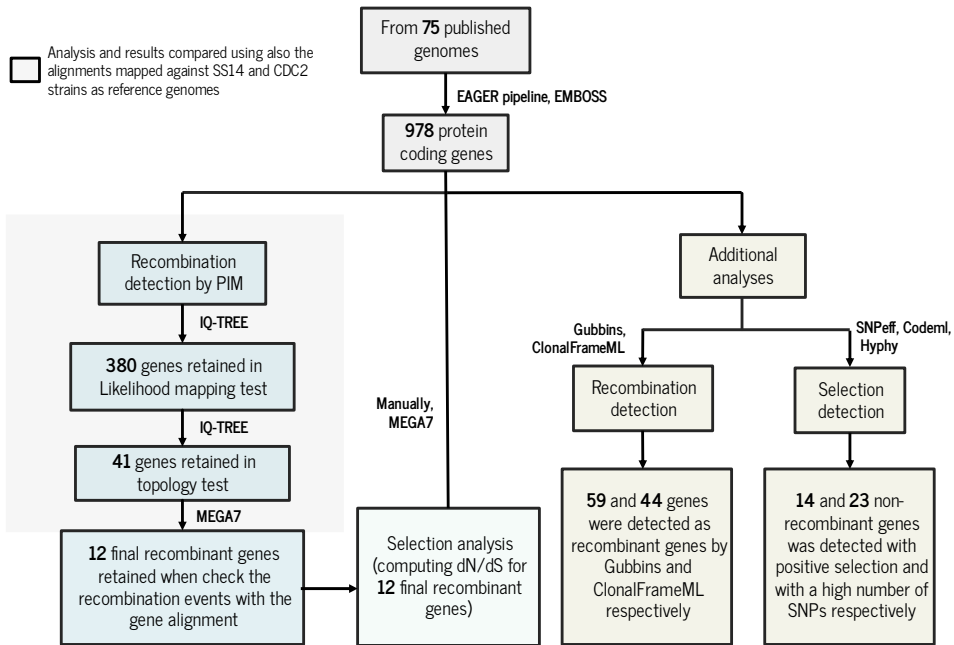 From 75 published
genomes
Analysis and results compared using also the
alignments mapped against SS14 and CDC2
strains as reference genomes
EAGER pipeline, EMBOSS
978 protein
coding genes
Recombination
detection by PIM
IQ-TREE
380 genes retained in
Likelihood mapping test
IQ-TREE
41 genes retained in
topology test
MEGA7
12 final recombinant genes
retained when check the
recombination events with the
gene alignment
Manually,
MEGA7
Selection analysis
(computing dN/dS for
12 final recombinant
genes)
Additional
analyses
Gubbins,
ClonalFrameML
Recombination
detection
59 and 44 genes
were detected as
recombinant genes by
Gubbins and
ClonalFrameML
respectively
SNPeff, Codeml,
Hyphy
Selection
detection
14 and 23 non-
recombinant genes
was detected with
positive selection and
with a high number of
SNPs respectively